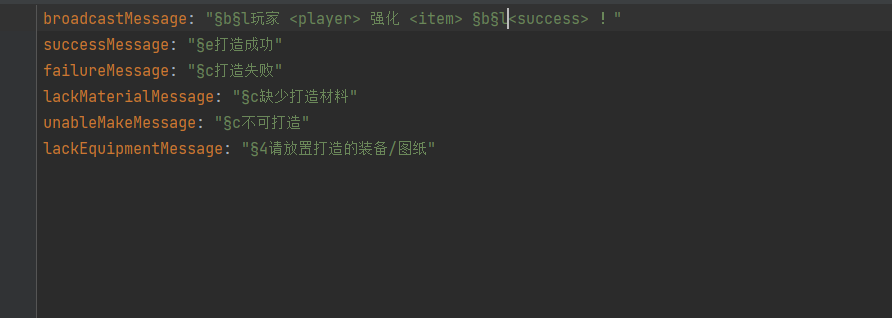 broadcastMessage: "§b§l玩家 <player> 强化 <item> §b§l<success> ！"
successMessage: "§e打造成功"
failureMessage: "§c打造失败"
lackMaterialMessage: "§c缺少打造材料"
unableMakeMessage: "§c不可打造"
lackEquipmentMessage: "§4请放置打造的装备/图纸"